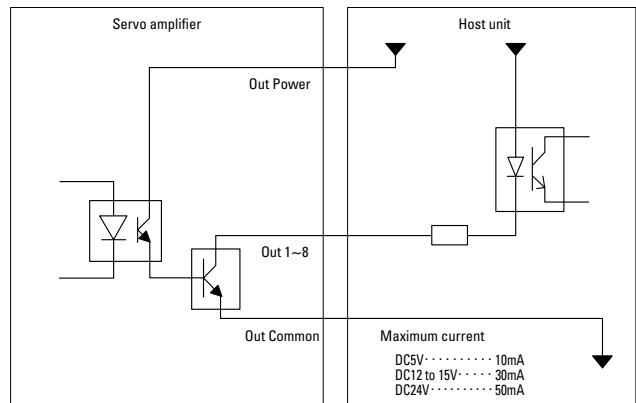 Servo amplifier
Host unit
Out Power
Out 1~8
Out Common
Maximum current
DC5V··········10mA
DC12 to 15V·····30mA
DC24V··········50mA